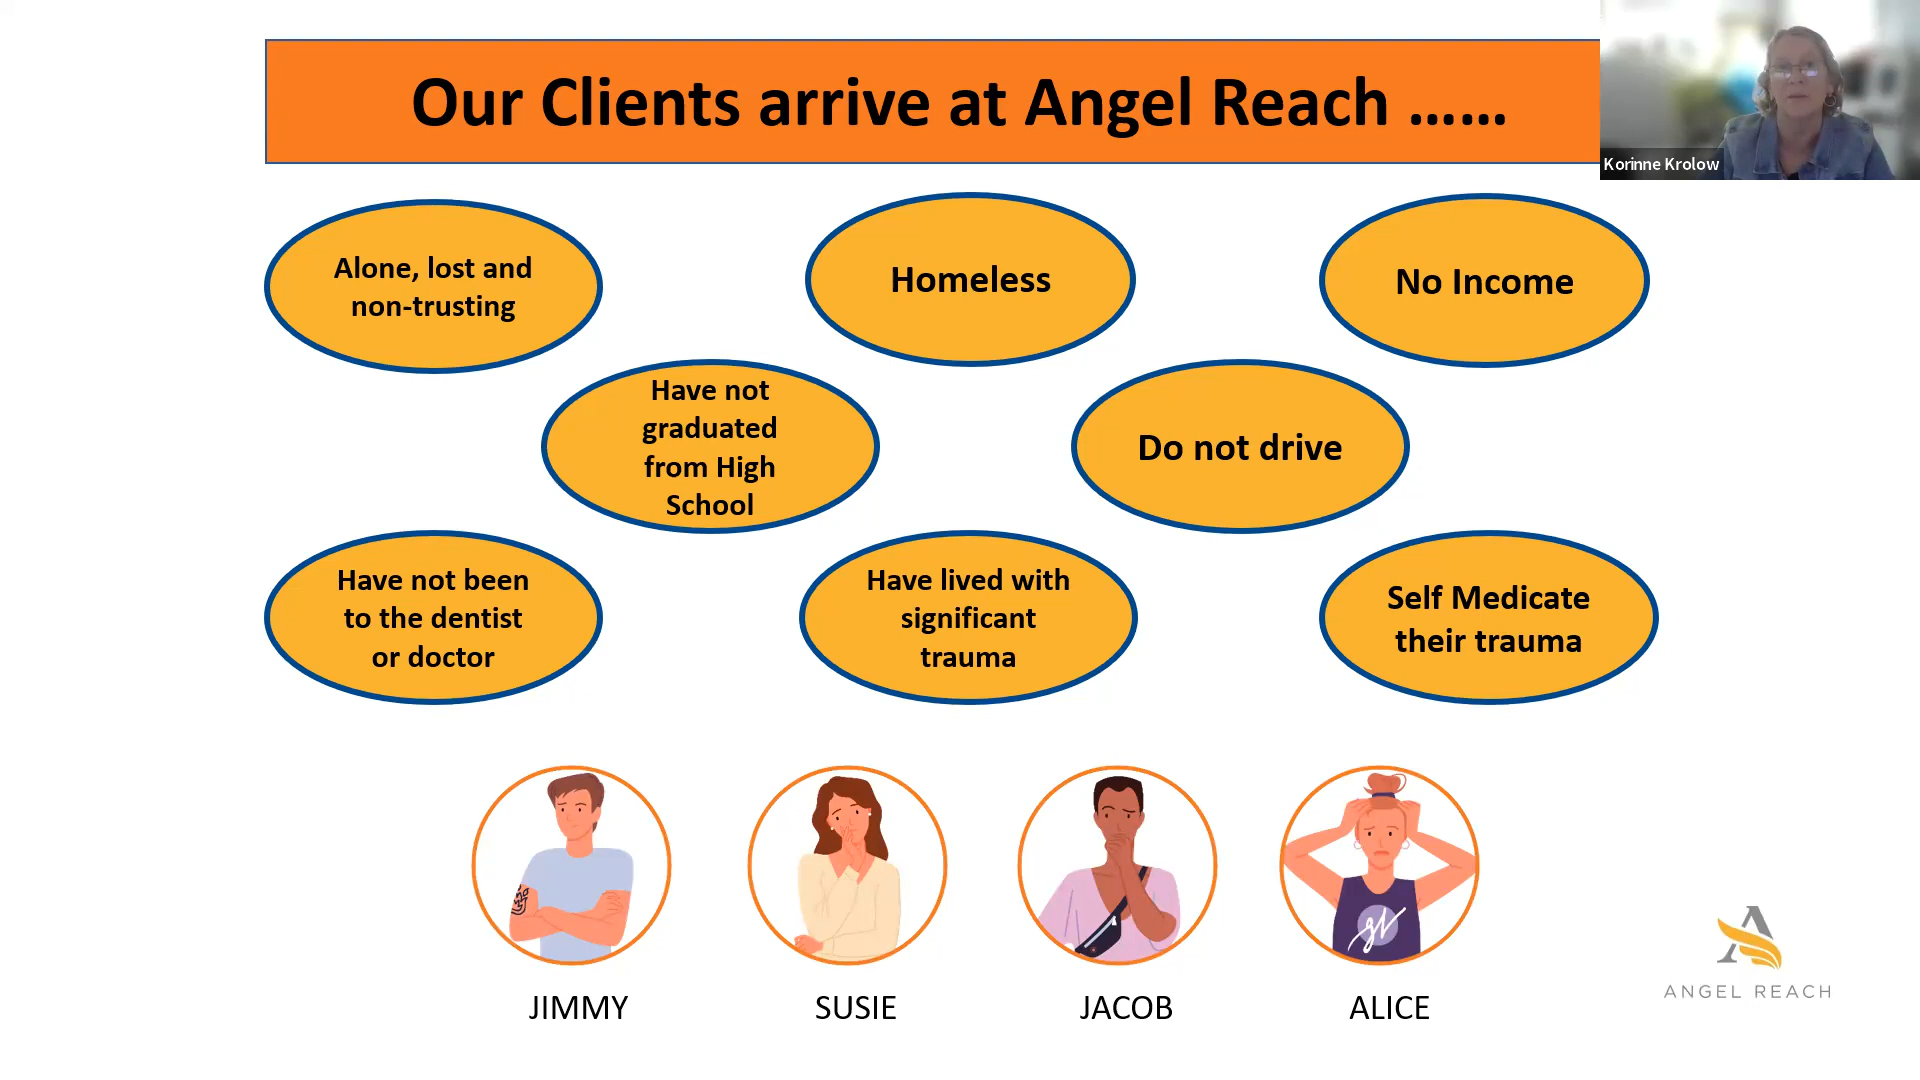 Our Clients arrive at Angel Reach ......
Korinne Krolow
Alone, lost and
non-trusting
Homeless
No Income
Have not
graduated
from High
School
Do not drive
Have not been
to the dentist
or doctor
Have lived with
significant
trauma
Self Medicate
their trauma
JIMMY
SUSIE
JACOB
ALICE
ANGEL REACH